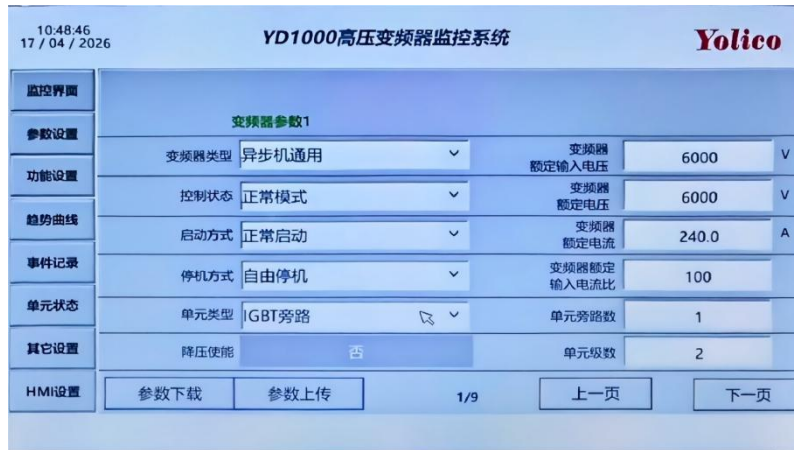 10:48:46
17 / 04 / 2026
YD1000高压变频器监控系统
Yolico
监控界面
参数设置
功能设置
趋势曲线
事件记录
单元状态
其它设置
HMI设置
变频器参数1
变频器类型 异步机通用
变频器
额定输入电压 6000 V
控制状态 正常模式
变频器
额定电压 6000 V
启动方式 正常启动
变频器
额定电流 240.0 A
停机方式 自由停机
变频器额定
输入电流比 100
单元类型 IGBT旁路
单元旁路数 1
降压使能 否
单元级数 2
参数下载 参数上传 1/9 上一页 下一页